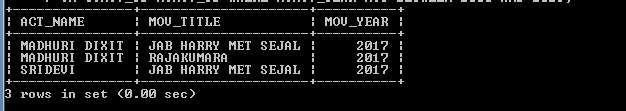 | ACT_NAME | MOV_TITLE | MOV_YEAR |
| MADHURI DIXIT | JAB HARRY MET SEJAL | 2017 |
| MADHURI DIXIT | RAJAKUMARA | 2017 |
| SRIDEVI | JAB HARRY MET SEJAL | 2017 |
3 rows in set (0.00 sec)